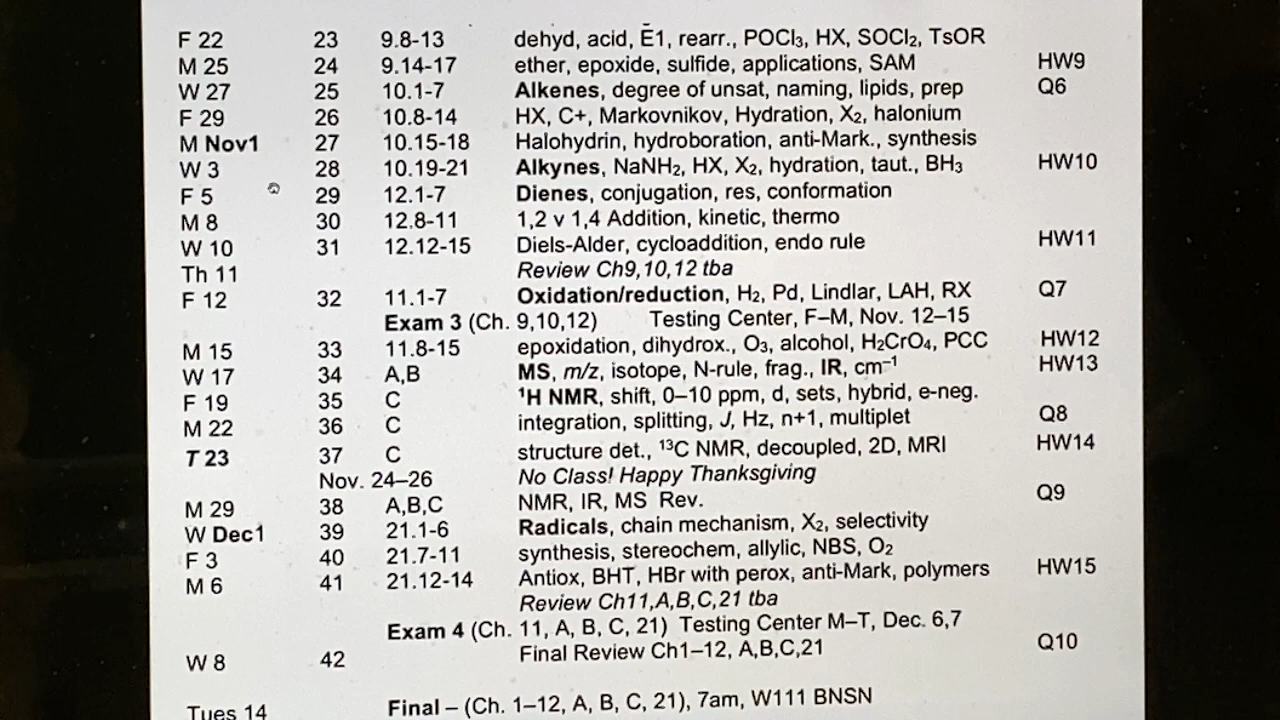 F 22 23 9.8-13 dehyd, acid, E1, rearr., POCl₃, HX, SOCl₂, TsOR
M 25 24 9.14-17 ether, epoxide, sulfide, applications, SAM HW9
W 27 25 10.1-7 Alkenes, degree of unsat, naming, lipids, prep Q6
F 29 26 10.8-14 HX, C+, Markovnikov, Hydration, X₂, halonium
M Nov1 27 10.15-18 Halohydrin, hydroboration, anti-Mark., synthesis
W 3 28 10.19-21 Alkynes, NaNH₂, HX, X₂, hydration, taut., BH₃ HW10
F 5 29 12.1-7 Dienes, conjugation, res, conformation
M 8 30 12.8-11 1,2 v 1,4 Addition, kinetic, thermo
W 10 31 12.12-15 Diels-Alder, cycloaddition, endo rule HW11
Th 11 Review Ch9,10,12 tba
F 12 32 11.1-7 Oxidation/reduction, H₂, Pd, Lindlar, LAH, RX Q7
Exam 3 (Ch. 9,10,12) Testing Center, F–M, Nov. 12–15
M 15 33 11.8-15 epoxidation, dihydrox., O₃, alcohol, H₂CrO₄, PCC HW12
W 17 34 A,B MS, m/z, isotope, N-rule, frag., IR, cm⁻¹ HW13
F 19 35 C ¹H NMR, shift, 0–10 ppm, d, sets, hybrid, e-neg.
M 22 36 C integration, splitting, J, Hz, n+1, multiplet Q8
T 23 37 C structure det., ¹³C NMR, decoupled, 2D, MRI HW14
Nov. 24–26 No Class! Happy Thanksgiving
M 29 38 A,B,C NMR, IR, MS Rev. Q9
W Dec1 39 21.1-6 Radicals, chain mechanism, X₂, selectivity
F 3 40 21.7-11 synthesis, stereochem, allylic, NBS, O₂
M 6 41 21.12-14 Antiox, BHT, HBr with perox, anti-Mark, polymers HW15
Review Ch11,A,B,C,21 tba
Exam 4 (Ch. 11, A, B, C, 21) Testing Center M–T, Dec. 6,7
W 8 42 Final Review Ch1–12, A,B,C,21 Q10
Tues 14 Final – (Ch. 1–12, A, B, C, 21), 7am, W111 BNSN